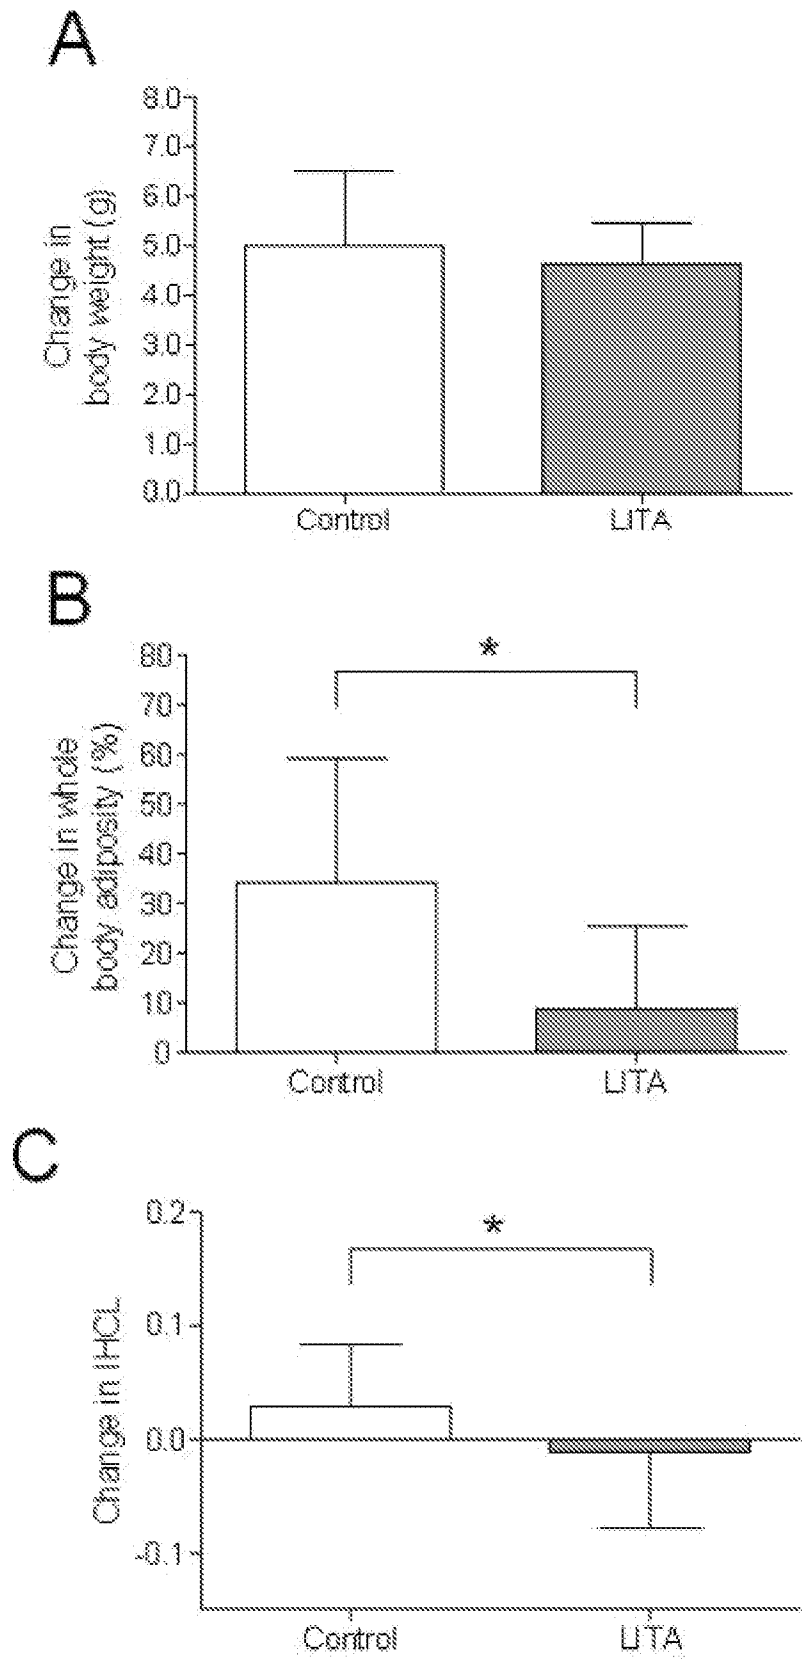 A
8.0
7.0
6.0
5.0
4.0
3.0
2.0
1.0
0.0
Change in
body weight (g)
Control LITA
B
*
80
70
60
50
40
30
20
10
0
Change in whole
body adiposity (%)
Control LITA
C
*
0.2
0.1
0.0
-0.1
Change in IHCL
Control LITA